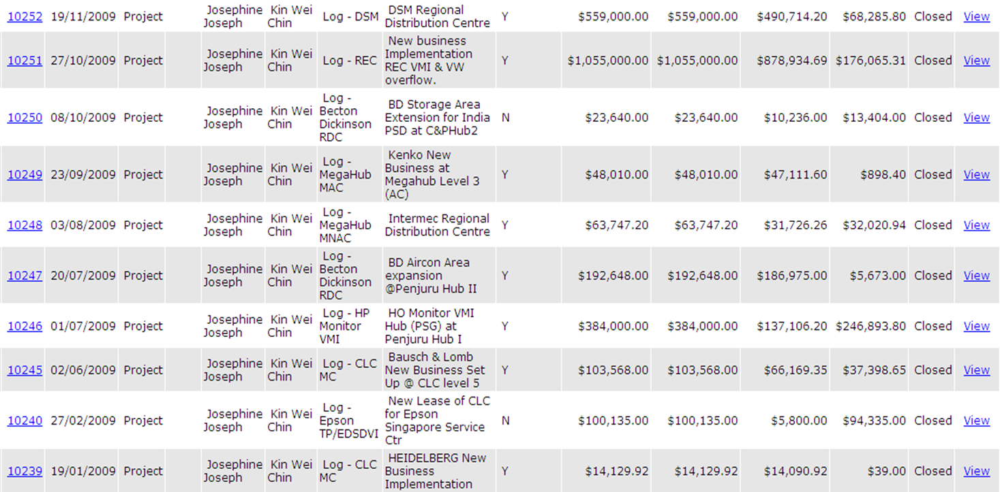 10252 19/11/2009 Project Josephine Joseph Kin Wei Chin Log - DSM DSM Regional Distribution Centre Y $559,000.00 $559,000.00 $490,714.20 $68,285.80 Closed View
10251 27/10/2009 Project Josephine Joseph Kin Wei Chin Log - REC New business Implementation REC VMI & VW overflow. Y $1,055,000.00 $1,055,000.00 $878,934.69 $176,065.31 Closed View
10250 08/10/2009 Project Josephine Joseph Kin Wei Chin Log - Becton Dickinson RDC BD Storage Area Extension for India PSD at C&PHub2 N $23,640.00 $23,640.00 $10,236.00 $13,404.00 Closed View
10249 23/09/2009 Project Josephine Joseph Kin Wei Chin Log - MegaHub MAC Kenko New Business at Megahub Level 3 (AC) Y $48,010.00 $48,010.00 $47,111.60 $898.40 Closed View
10248 03/08/2009 Project Josephine Joseph Kin Wei Chin Log - MegaHub MNAC Intermec Regional Distribution Centre Y $63,747.20 $63,747.20 $31,726.26 $32,020.94 Closed View
10247 20/07/2009 Project Josephine Joseph Kin Wei Chin Log - Becton Dickinson RDC BD Aircon Area expansion @Penjuru Hub II Y $192,648.00 $192,648.00 $186,975.00 $5,673.00 Closed View
10246 01/07/2009 Project Josephine Joseph Kin Wei Chin Log - HP Monitor VMI HO Monitor VMI Hub (PSG) at Penjuru Hub I Y $384,000.00 $384,000.00 $137,106.20 $246,893.80 Closed View
10245 02/06/2009 Project Josephine Joseph Kin Wei Chin Log - CLC MC Bausch & Lomb New Business Set Up @ CLC level 5 Y $103,568.00 $103,568.00 $66,169.35 $37,398.65 Closed View
10240 27/02/2009 Project Josephine Joseph Kin Wei Chin Log - Epson TP/EDSDVI New Lease of CLC for Epson Singapore Service Ctr N $100,135.00 $100,135.00 $5,800.00 $94,335.00 Closed View
10239 19/01/2009 Project Josephine Joseph Kin Wei Chin Log - CLC MC HEIDELBERG New Business Implementation Y $14,129.92 $14,129.92 $14,090.92 $39.00 Closed View